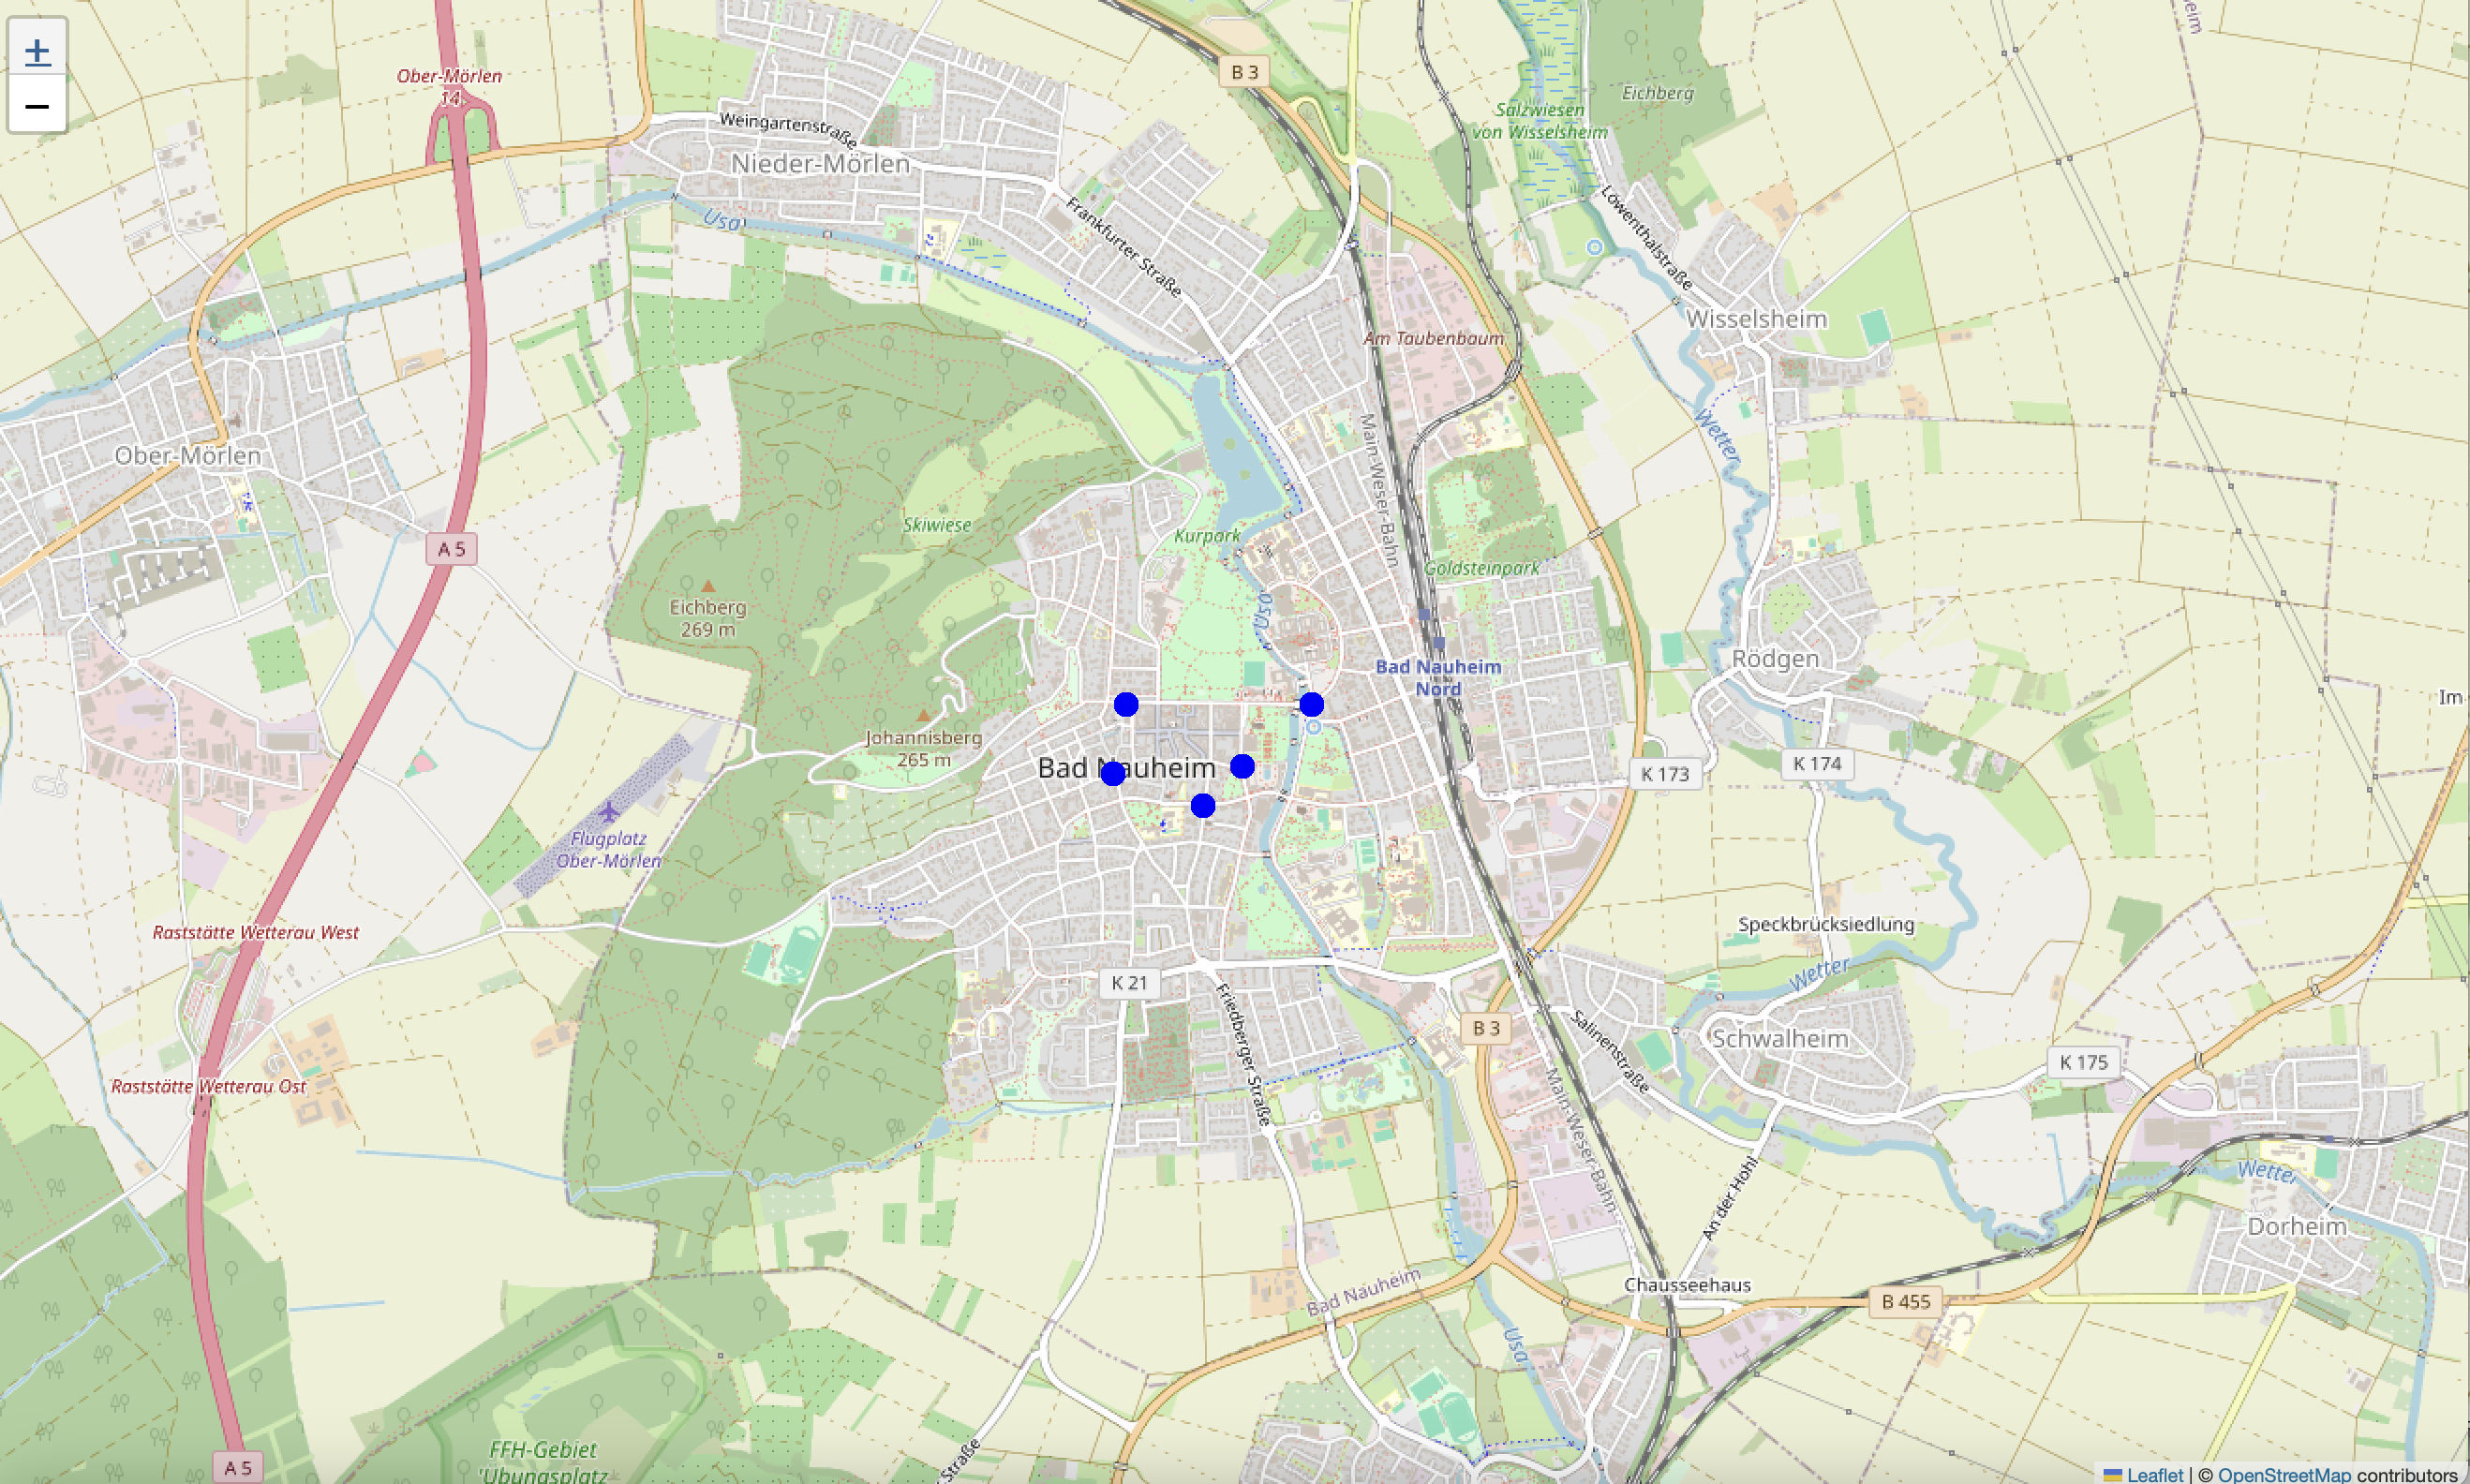 +
−
Ober-Mörlen
14
B 3
Weingartenstraße
Nieder-Mörlen
Usa
Frankfurter Straße
Salzwiesen
von Wisselsheim
Eichberg
Löwenthalstraße
Wisselsheim
Am Taubenbaum
Main-Weser-Bahn
Wetter
Ober-Mörlen
A 5
Skiwiese
Kurpark
Goldsteinpark
Eichberg
269 m
Usa
Bad Nauheim
Nord
Rödgen
Im
Johannisberg
265 m
Bad Nauheim
K 173
K 174
Flugplatz
Ober-Mörlen
Raststätte Wetterau West
Speckbrücksiedlung
Wetter
K 21
Friedberger Straße
B 3
Salinenstraße
Schwalheim
K 175
Raststätte Wetterau Ost
Main-Weser-Bahn
An der Hohl
Wetter
Dorheim
Bad Nauheim
Chausseehaus
B 455
Usa
FFH-Gebiet
'Übungsplatz
Straße
A 5
Leaflet | © OpenStreetMap contributors